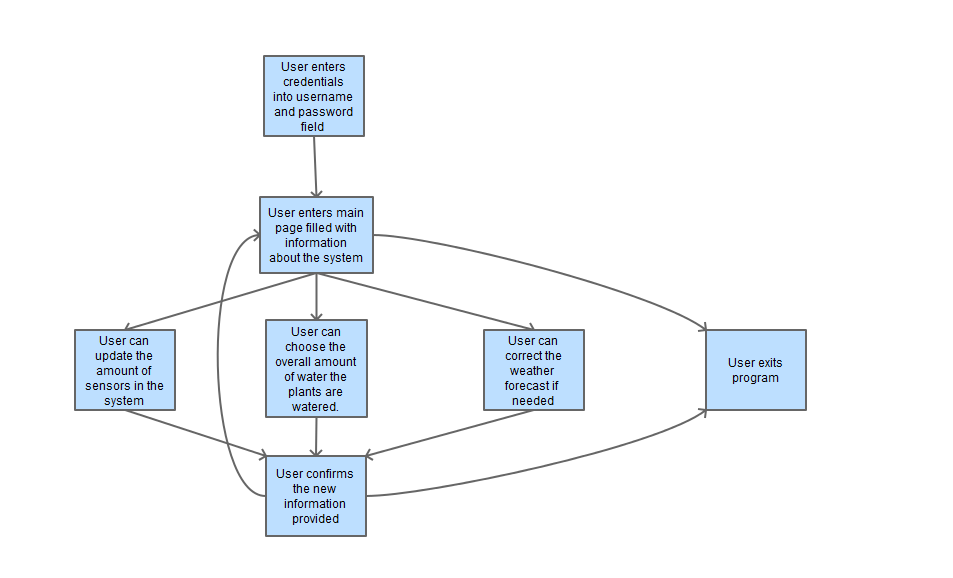 User enters
credentials
into username
and password
field
User enters main
page filled with
information
about the system
User can
update the
amount of
sensors in the
system
User can
choose the
overall amount
of water the
plants are
watered.
User can
correct the
weather
forecast if
needed
User exits
program
User confirms
the new
information
provided